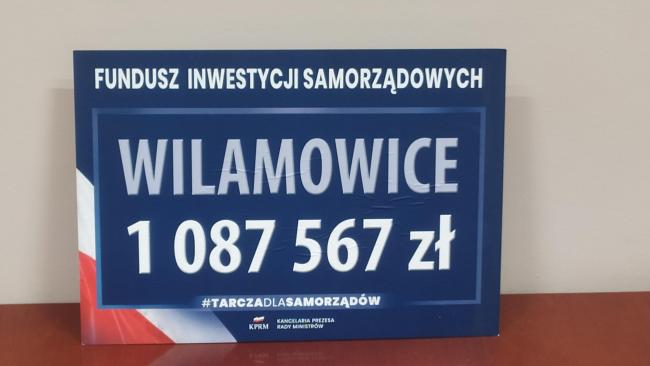 FUNDUSZ INWESTYCJI SAMORZĄDOWYCH
WILAMOWICE
1 087 567 zł
#TARCZADLASAMORZĄDÓW
KPRM
KANCELARIA PREZESA
RADY MINISTRÓW